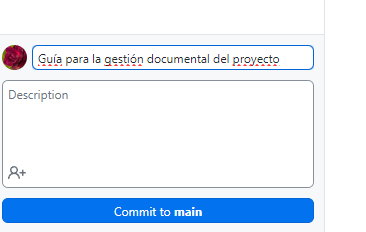 Guía para la gestión documental del proyecto
Description
Commit to main